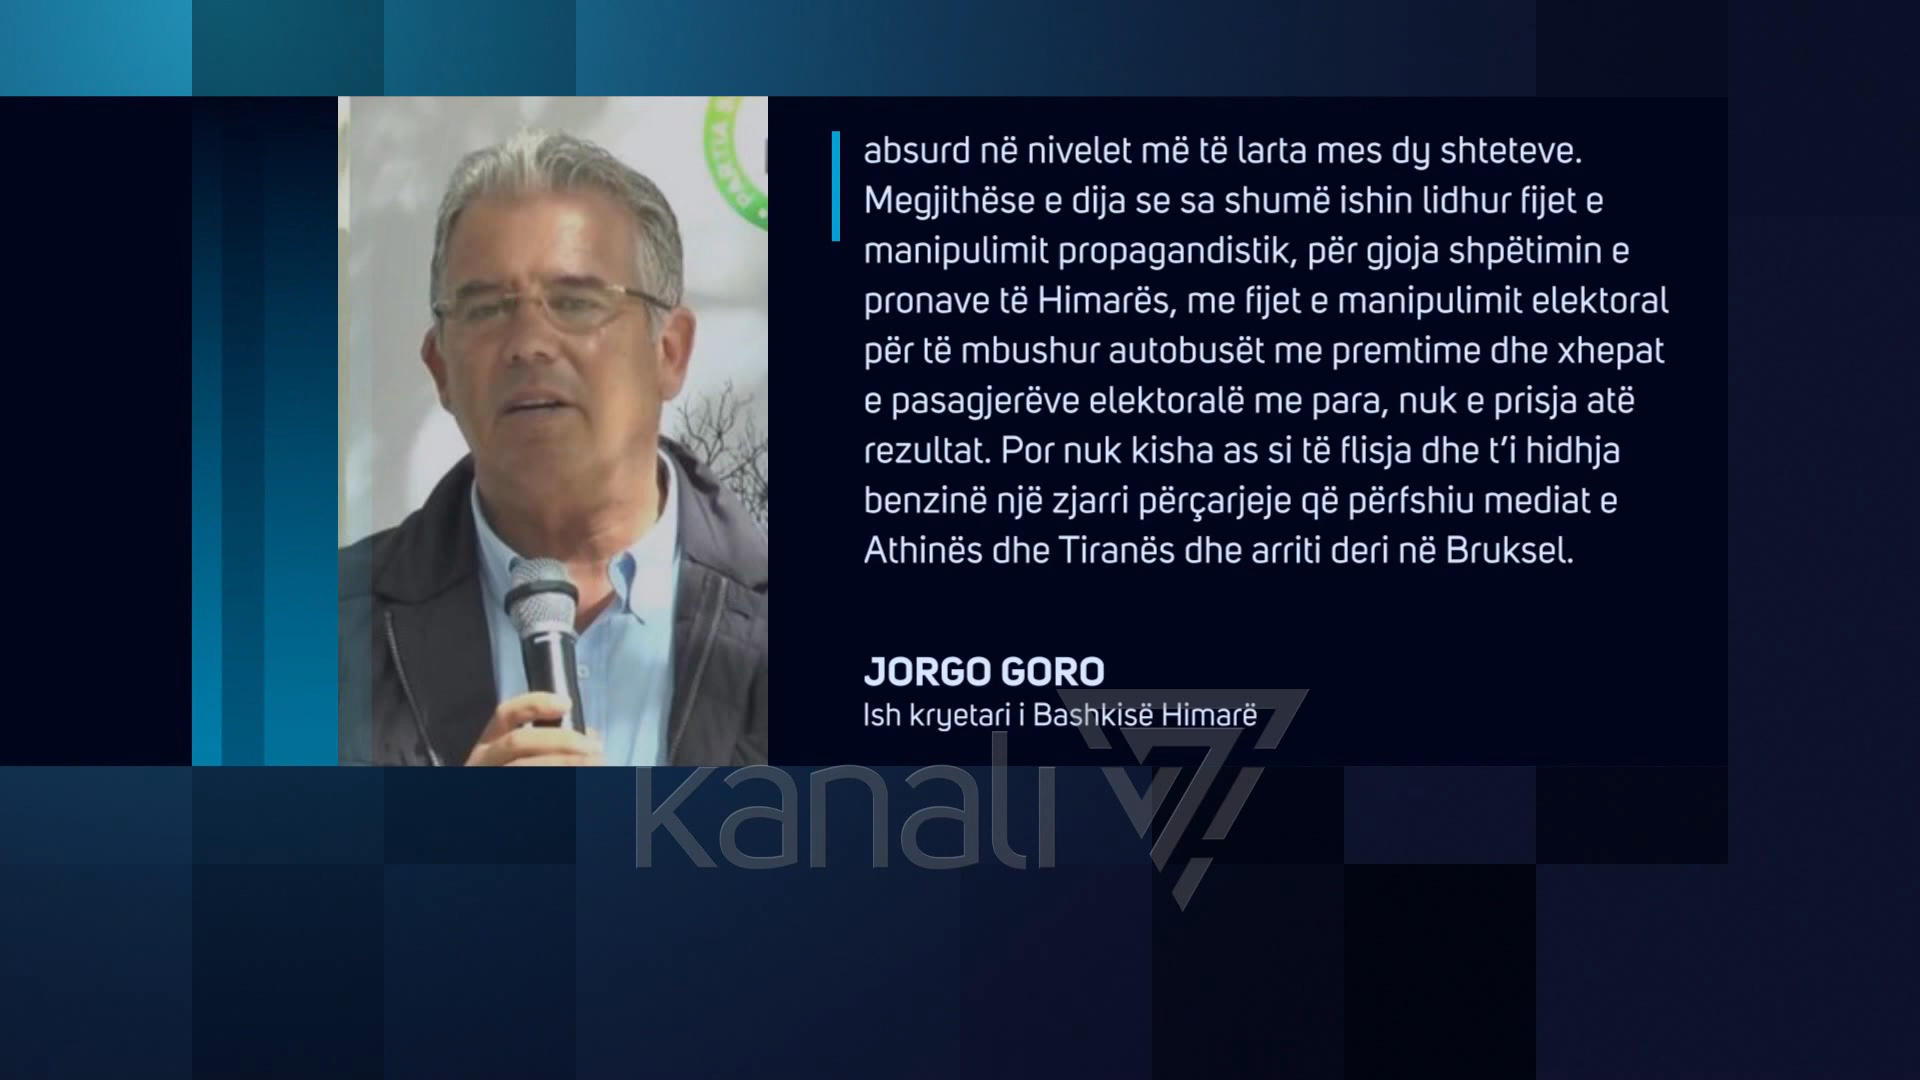 PARTIA
absurd në nivelet më të larta mes dy shteteve.
Megjithëse e dija se sa shumë ishin lidhur fijet e
manipulimit propagandistik, për gjoja shpëtimin e
pronave të Himarës, me fijet e manipulimit elektoral
për të mbushur autobusët me premtime dhe xhepat
e pasagjerëve elektoralë me para, nuk e prisja atë
rezultat. Por nuk kisha as si të flisja dhe t’i hidhja
benzinë një zjarri përçarjeje që përfshiu mediat e
Athinës dhe Tiranës dhe arriti deri në Bruksel.
JORGO GORO
Ish kryetari i Bashkisë Himarë
kanali 7